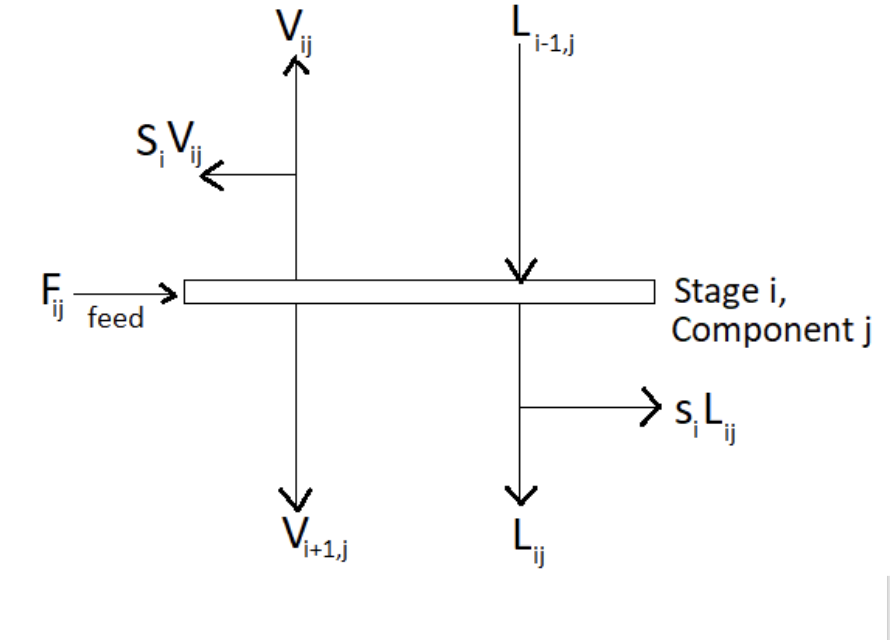 V_ij
L_i-1,j
S_i V_ij
F_ij
feed
Stage i,
Component j
s_i L_ij
V_i+1,j
L_ij